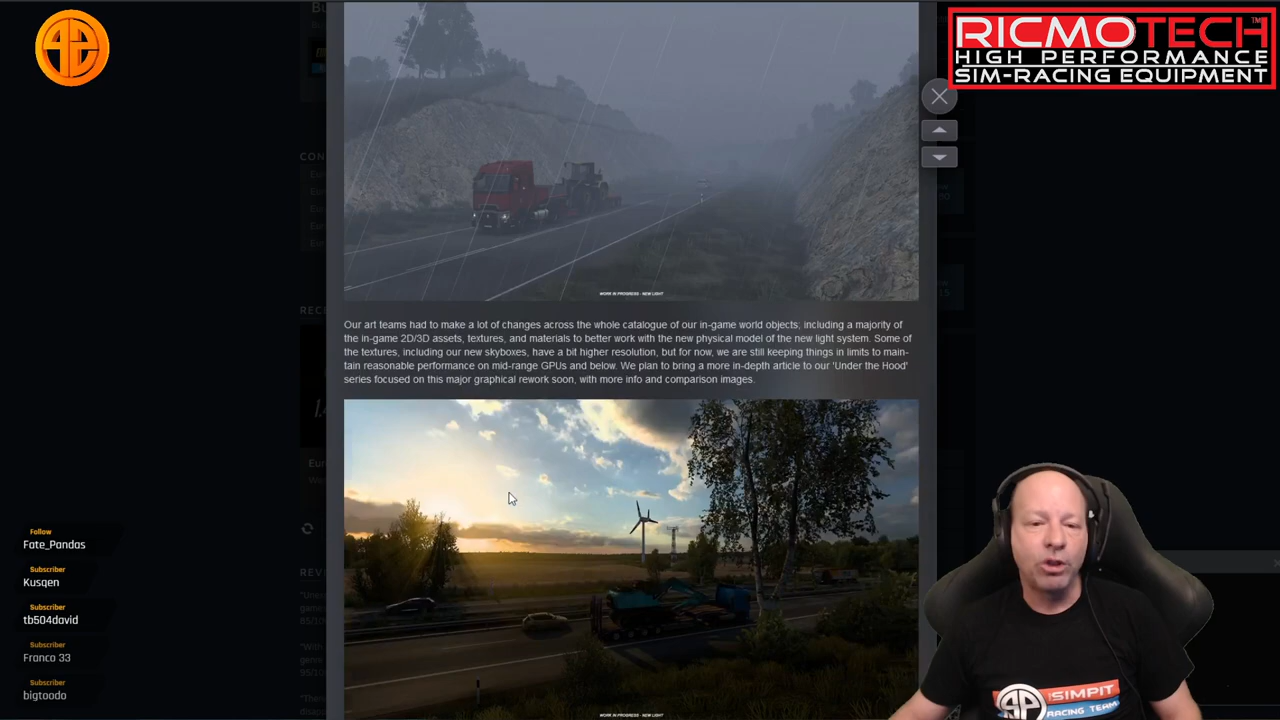 RICMOTECH™
HIGH PERFORMANCE
SIM-RACING EQUIPMENT
WORK IN PROGRESS - NEW LIGHT
Our art teams had to make a lot of changes across the whole catalogue of our in-game world objects; including a majority of
the in-game 2D/3D assets, textures, and materials to better work with the new physical model of the new light system. Some of
the textures, including our new skyboxes, have a bit higher resolution, but for now, we are still keeping things in limits to main-
tain reasonable performance on mid-range GPUs and below. We plan to bring a more in-depth article to our 'Under the Hood'
series focused on this major graphical rework soon, with more info and comparison images.
Follow
Fate_Pandas
Subscriber
Kusqen
Subscriber
tb504david
Subscriber
Franco 33
Subscriber
bigtoodo
SIMPIT
RACING TEAM
WORK IN PROGRESS - NEW LIGHT